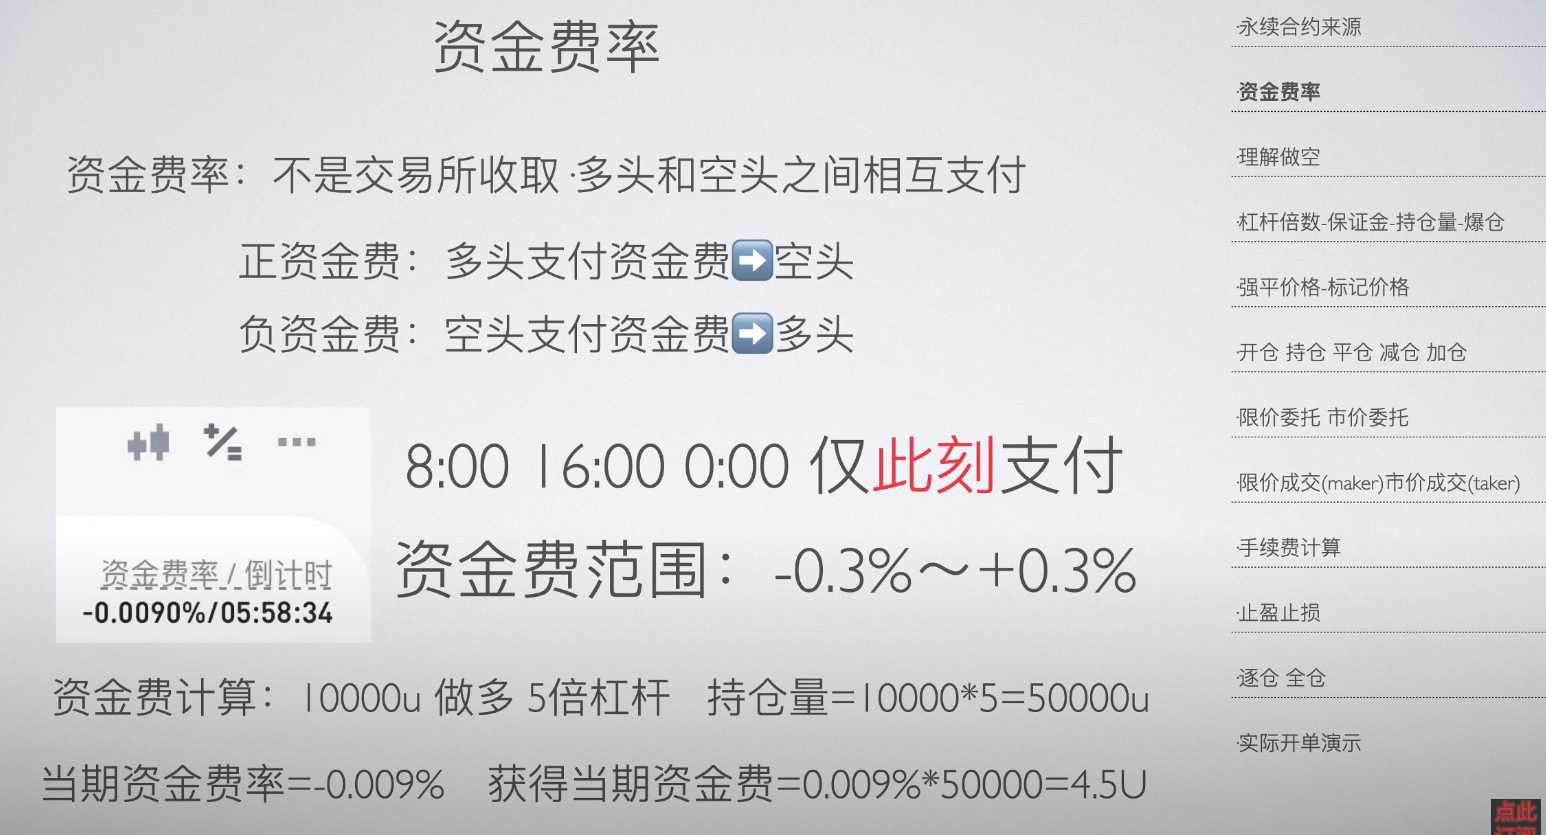 资金费率
资金费率：不是交易所收取·多头和空头之间相互支付
正资金费：多头支付资金费➡️空头
负资金费：空头支付资金费➡️多头
8:00 16:00 0:00 仅此刻支付
资金费率 / 倒计时
-0.0090%/05:58:34
资金费范围：-0.3%～+0.3%
资金费计算：10000u 做多 5倍杠杆 持仓量=10000*5=50000u
当期资金费率=-0.009% 获得当期资金费=0.009%*50000=4.5U
·永续合约来源
·资金费率
·理解做空
·杠杆倍数-保证金-持仓量-爆仓
·强平价格-标记价格
·开仓 持仓 平仓 减仓 加仓
·限价委托 市价委托
·限价成交(maker)市价成交(taker)
·手续费计算
·止盈止损
·逐仓 全仓
·实际开单演示
点此